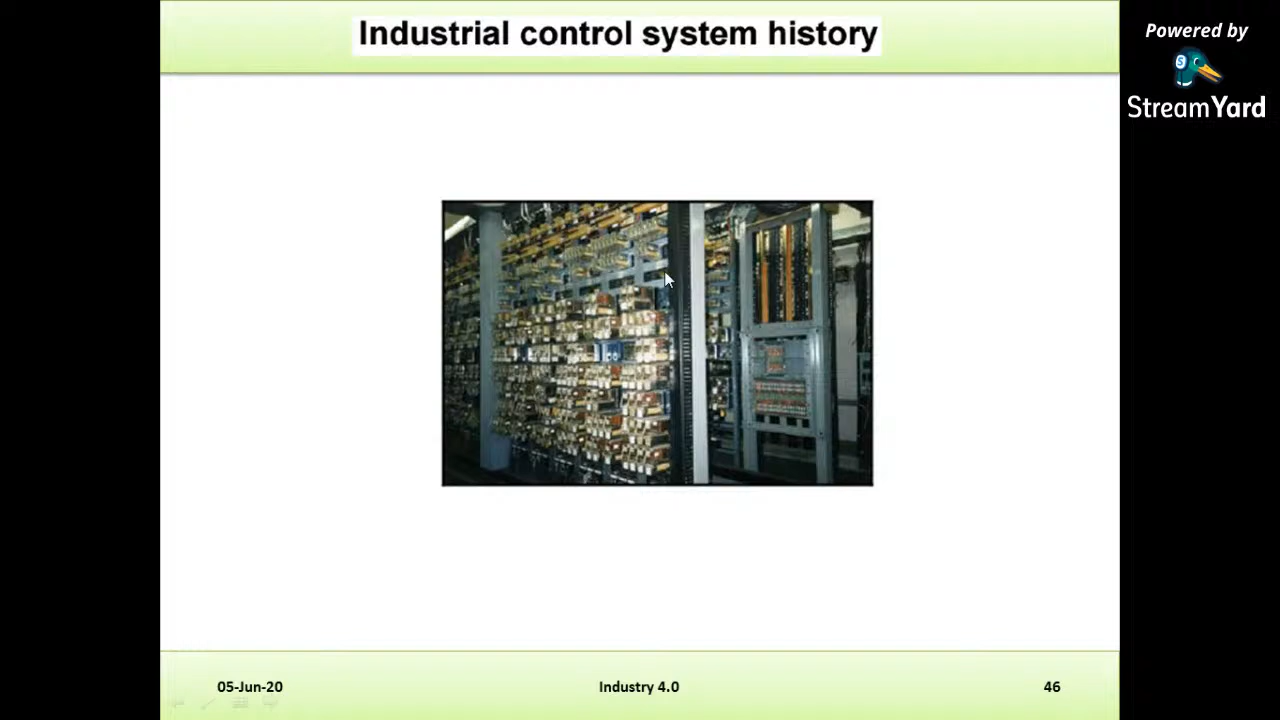 Industrial control system history
Powered by
StreamYard
05-Jun-20
Industry 4.0
46